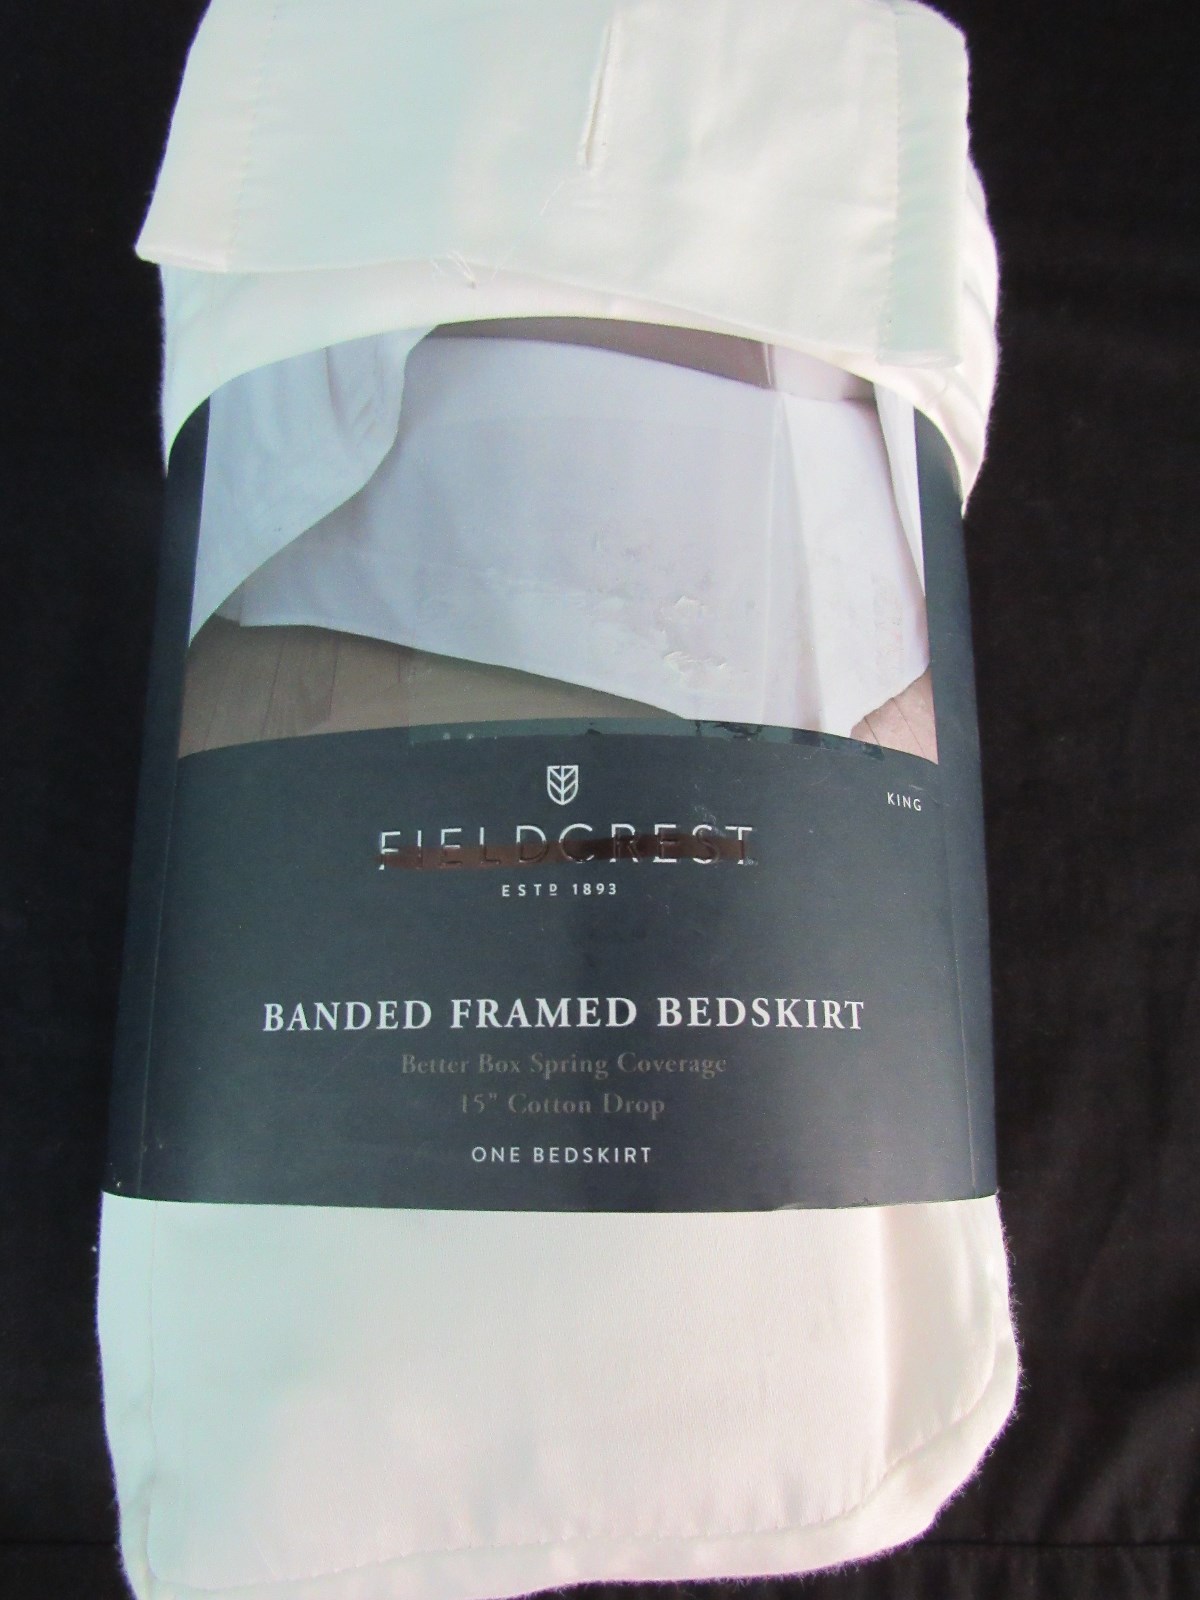 KING
FIELDCREST
ESTD 1893
BANDED FRAMED BEDSKIRT
Better Box Spring Coverage
15" Cotton Drop
ONE BEDSKIRT